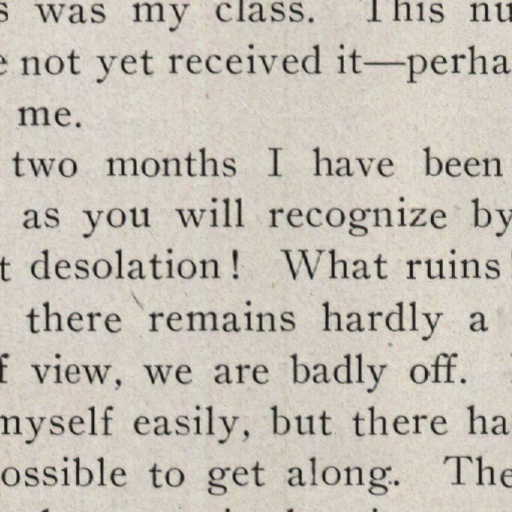 s was my class. This nu
e not yet received it—perha
me.
two months I have been
as you will recognize by
t desolation! What ruins!
there remains hardly a
f view, we are badly off.
myself easily, but there ha
ossible to get along. The